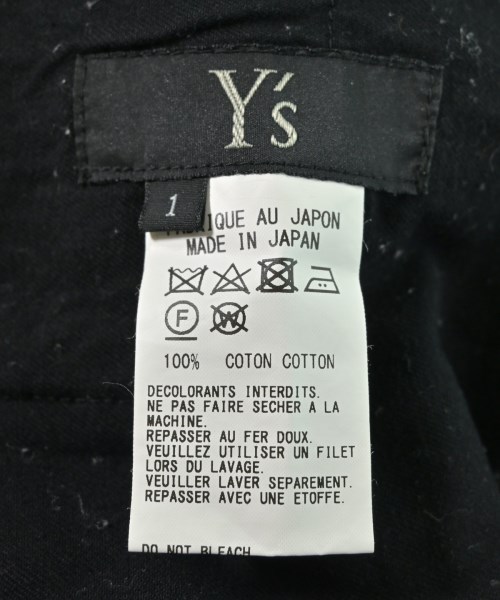 Y's
1
IQUE AU JAPON
MADE IN JAPAN
F
W
100% COTON COTTON
DECOLORANTS INTERDITS.
NE PAS FAIRE SECHER A LA
MACHINE.
REPASSER AU FER DOUX.
VEUILLEZ UTILISER UN FILET
LORS DU LAVAGE.
VEUILLER LAVER SEPAREMENT.
REPASSER AVEC UNE ETOFFE.
DO NOT BLEACH